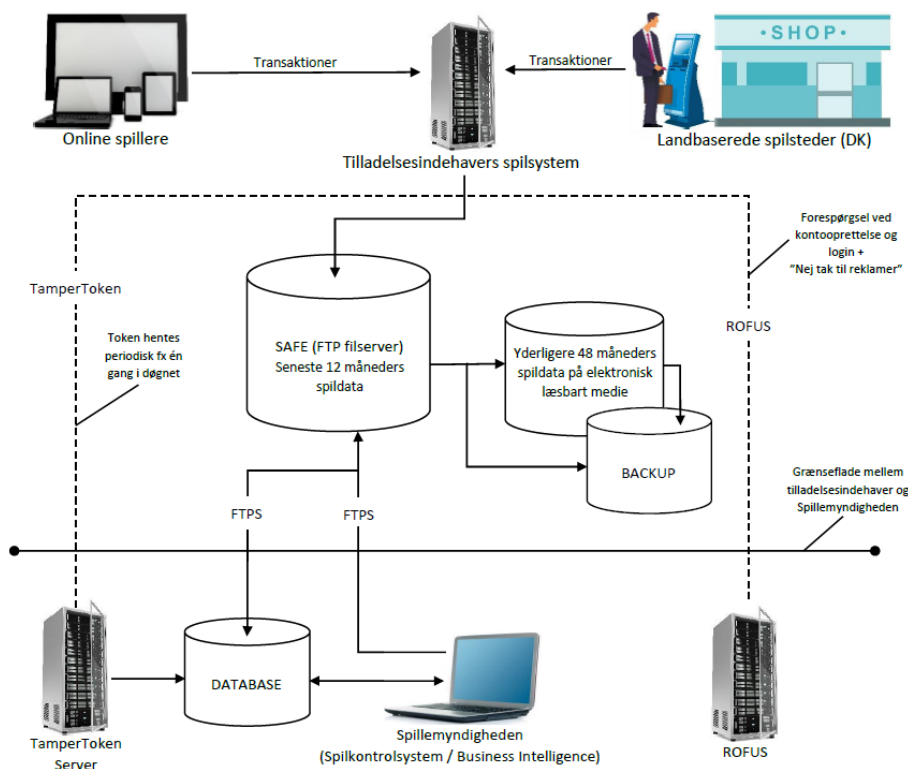 ·SHOP·
Transaktioner
Transaktioner
Online spillere
Landbaserede spilsteder (DK)
Tilladelsesindehavers spilsystem
Forespørgsel ved
kontooprettelse og
login +
"Nej tak til reklamer"
TamperToken
ROFUS
Token hentes
periodisk fx én
gang i døgnet
SAFE (FTP filserver)
Seneste 12 måneders
spildata
Yderligere 48 måneders
spildata på elektronisk
læsbart medie
BACKUP
Grænseflade mellem
tilladelsesindehaver og
Spillemyndigheden
FTPS
FTPS
DATABASE
TamperToken
Server
Spillemyndigheden
(Spilkontrolsystem / Business Intelligence)
ROFUS